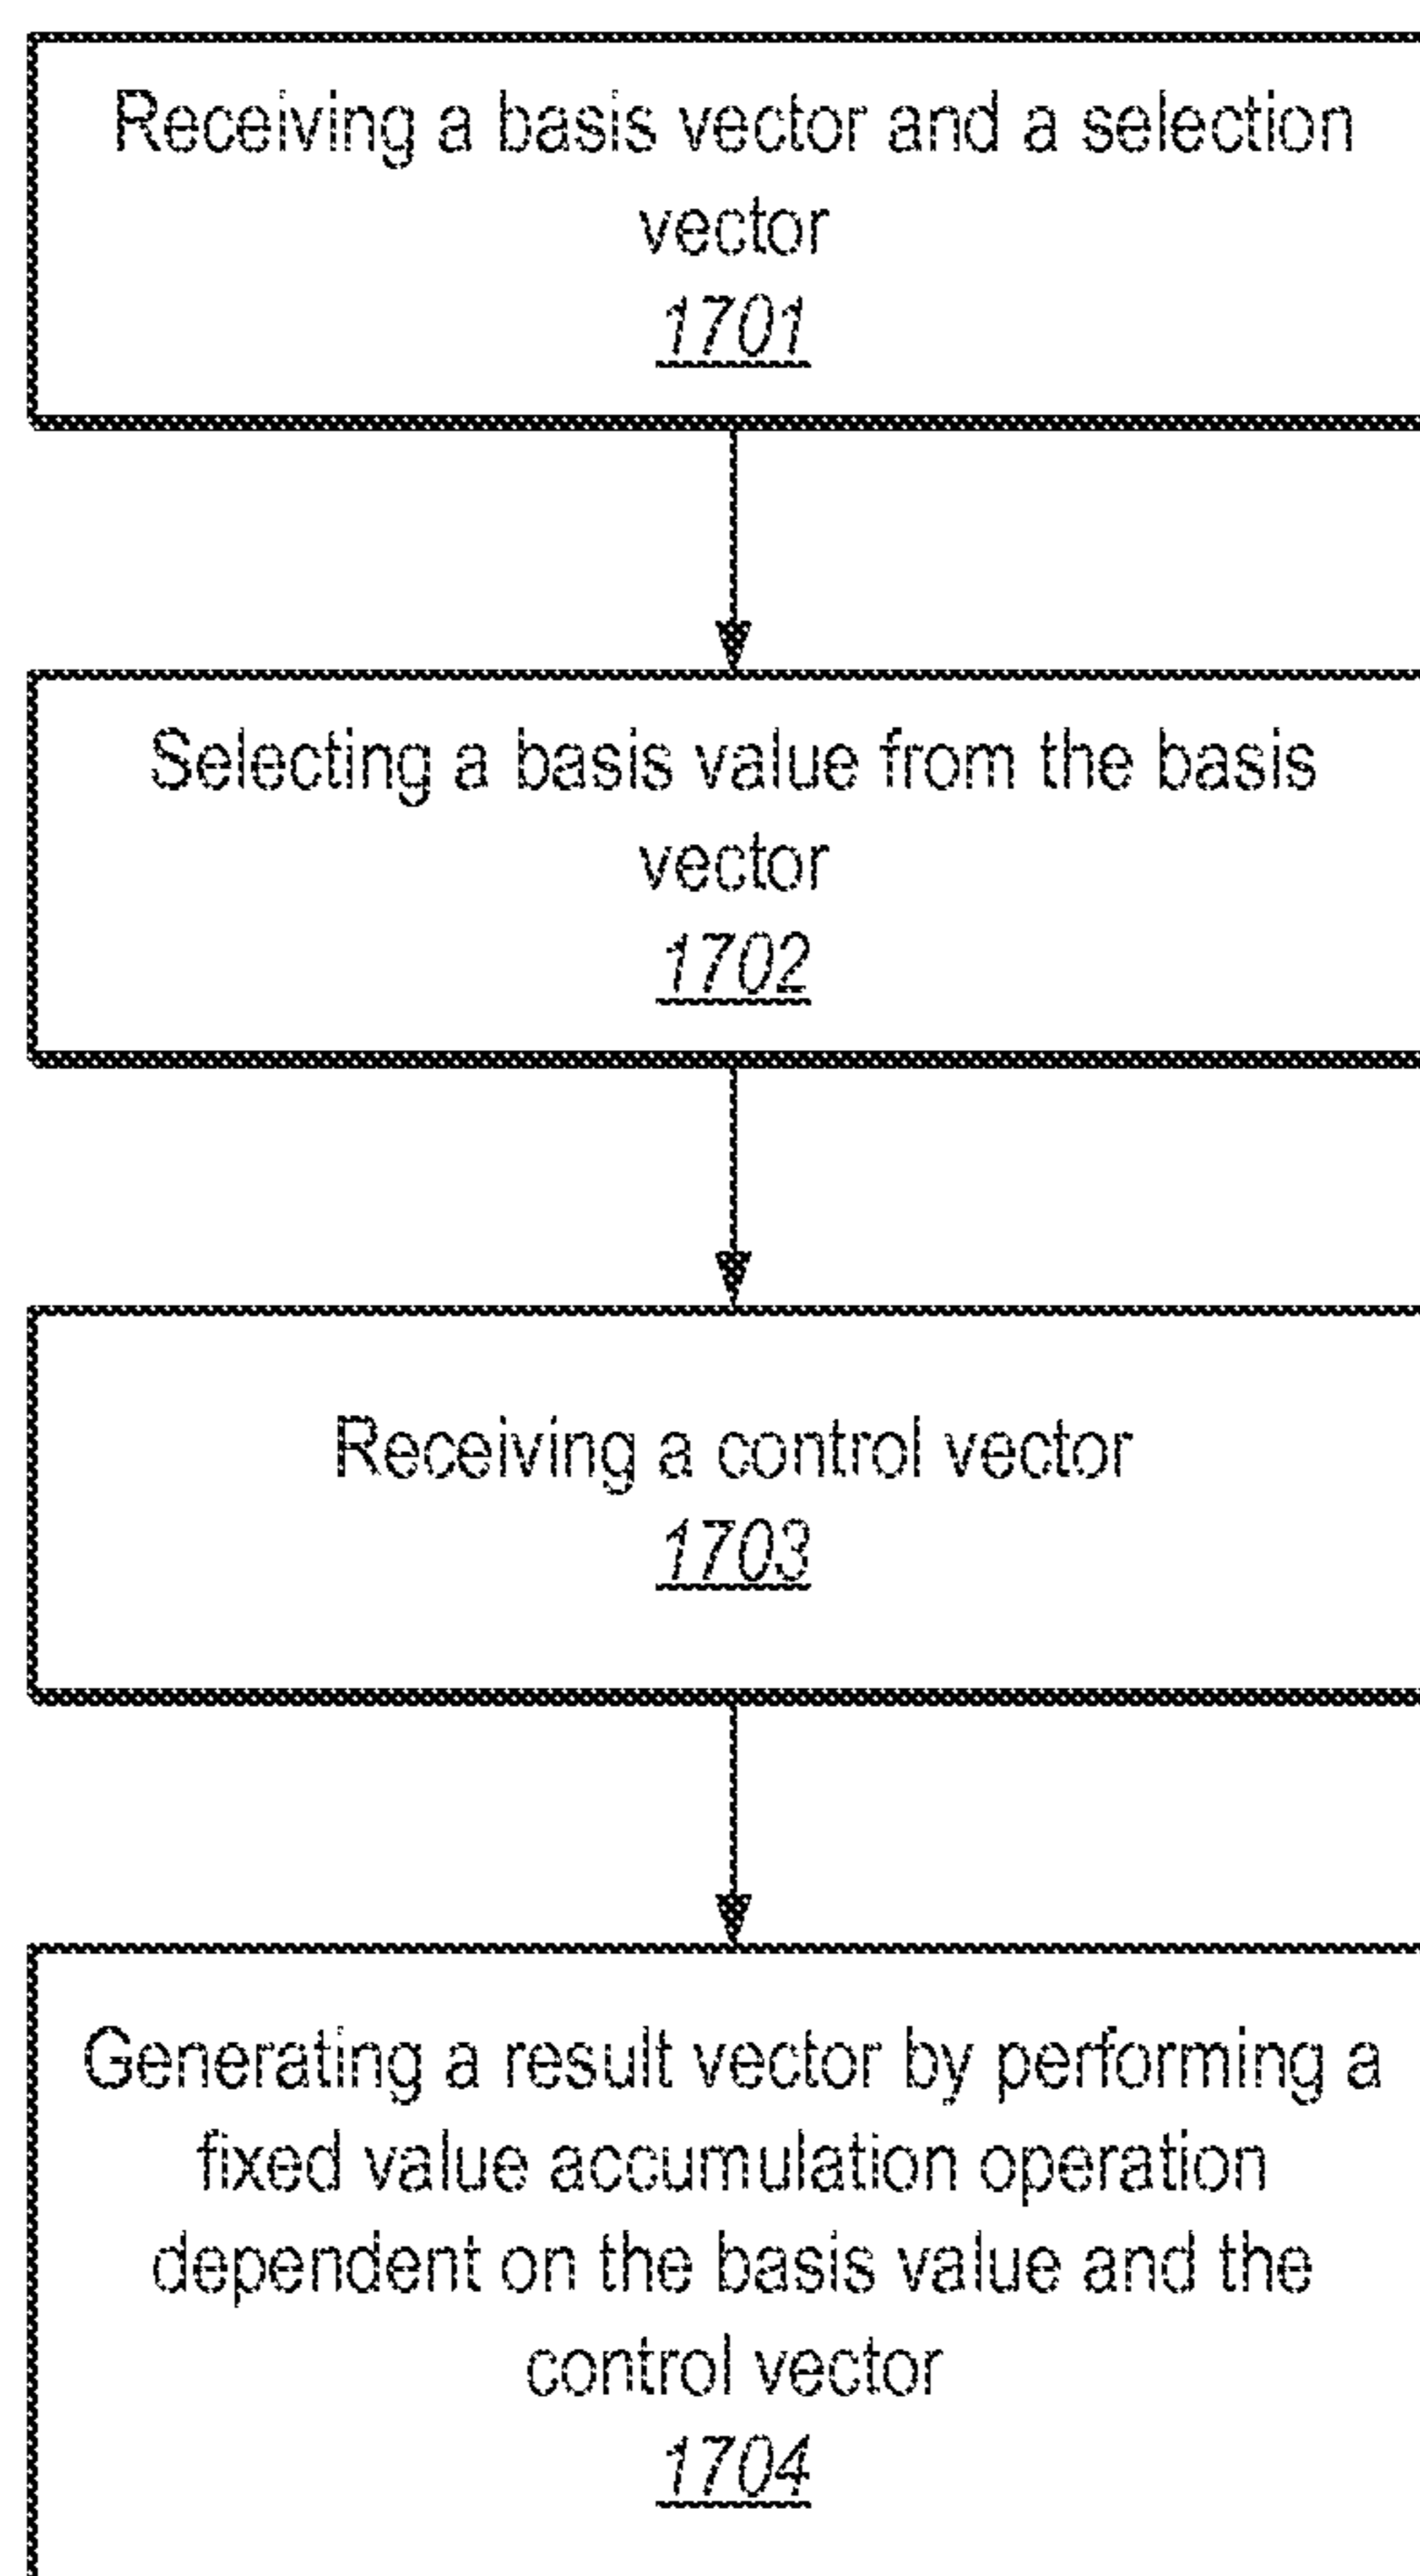 Receiving a basis vector and a selection
vector
1701
Selecting a basis value from the basis
vector
1702
Receiving a control vector
1703
Generating a result vector by performing a
fixed value accumulation operation
dependent on the basis value and the
control vector
1704